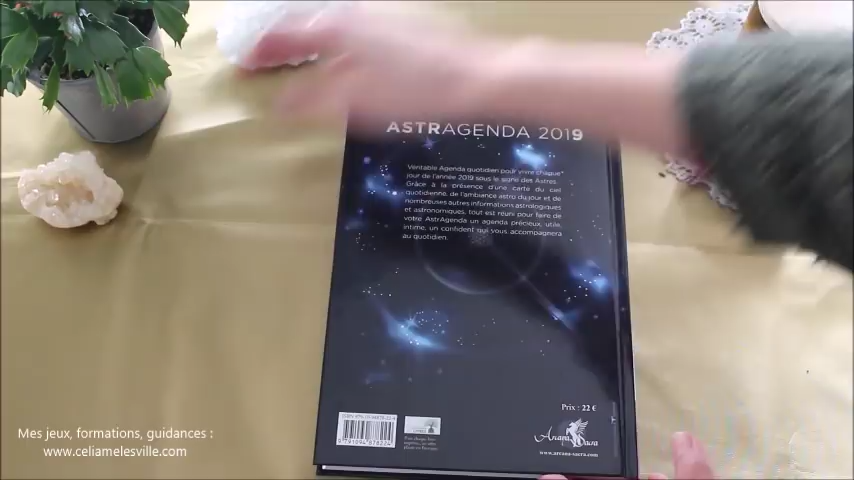 ASTRAGENDA 2019
Véritable Agenda quotidien pour vivre chaque
jour de l'année 2019 sous le signe des Astres.
Grâce à la présence d'une carte du ciel
quotidienne, de l'ambiance astro du jour et de
nombreuses autres informations astrologiques
et astronomiques, tout est réuni pour faire de
votre AstrAgenda un agenda précieux, utile,
intime, un confident qui vous accompagnera
au quotidien.
Prix : 22 €
Arcana Sacra
www.arcana-sacra.com
Mes jeux, formations, guidances :
www.celiamelesville.com